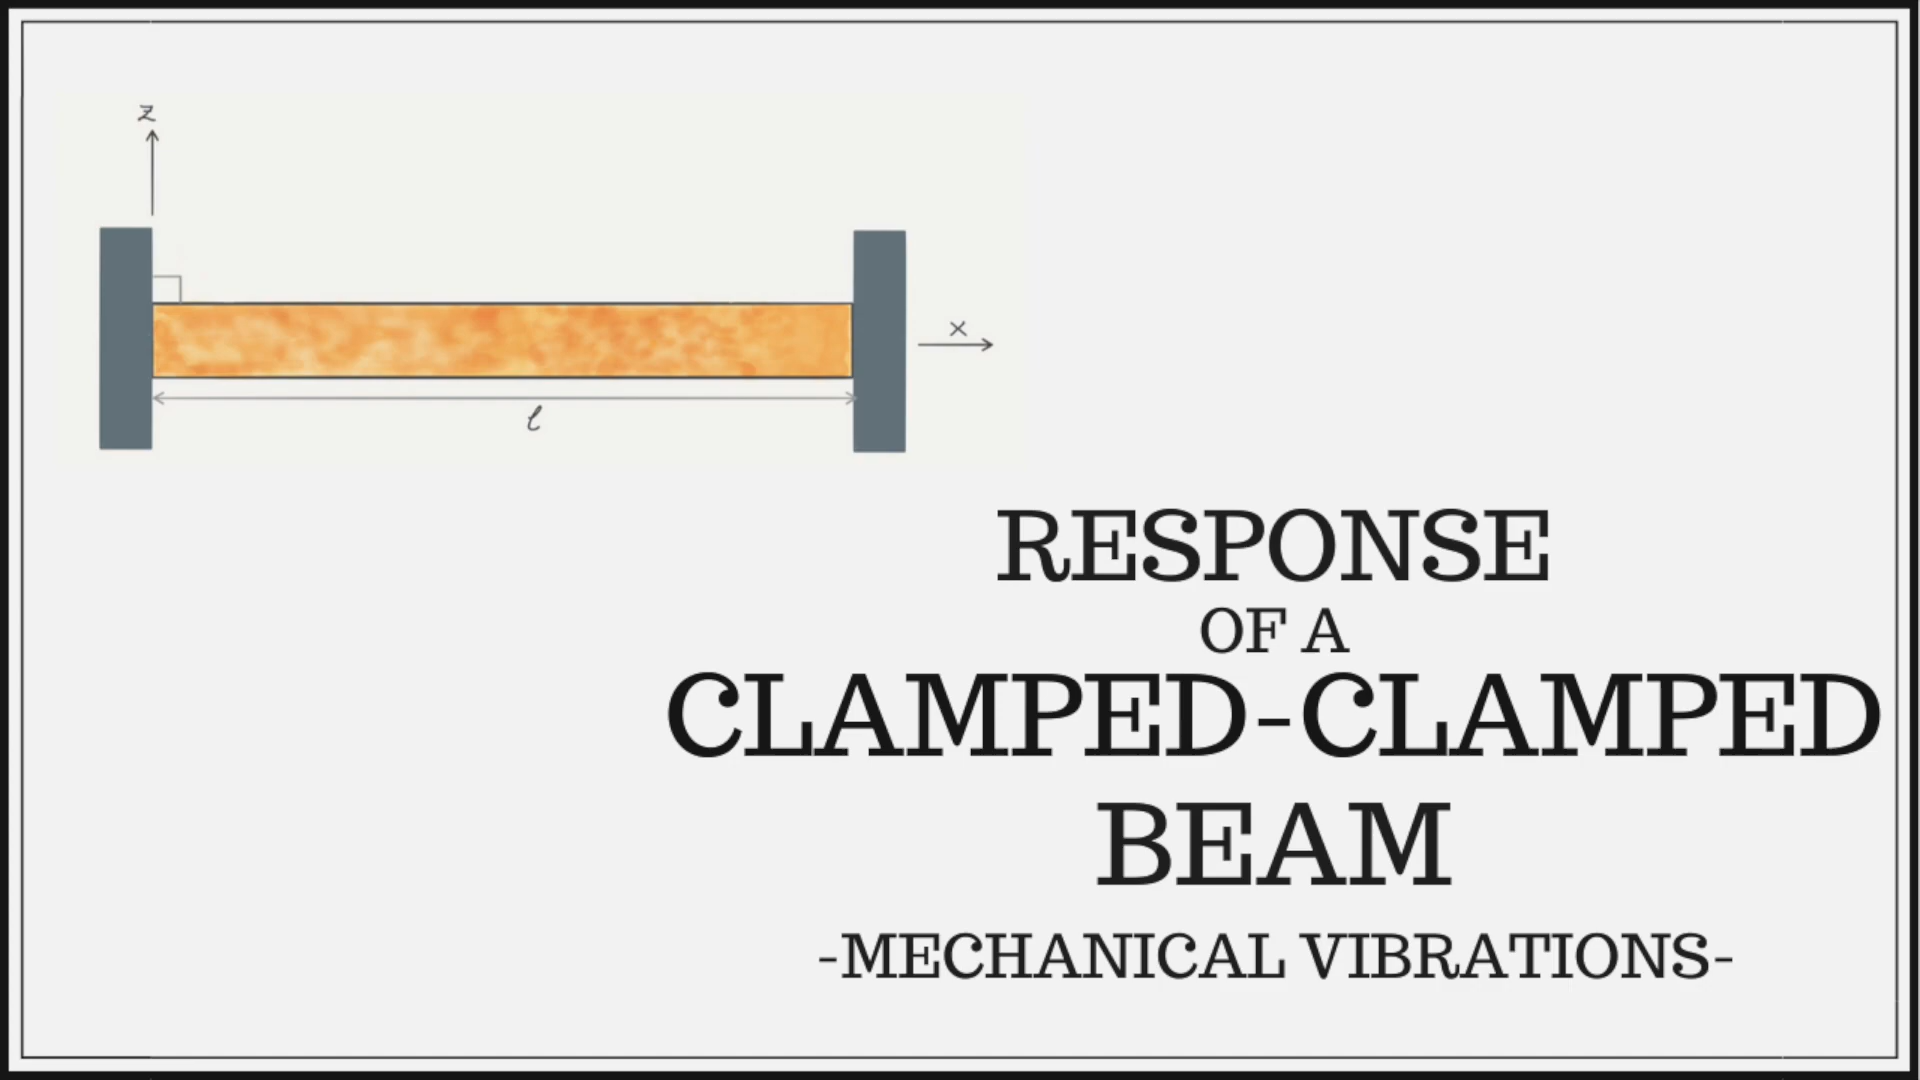 z
x
l
RESPONSE
OF A
CLAMPED-CLAMPED
BEAM
-MECHANICAL VIBRATIONS-